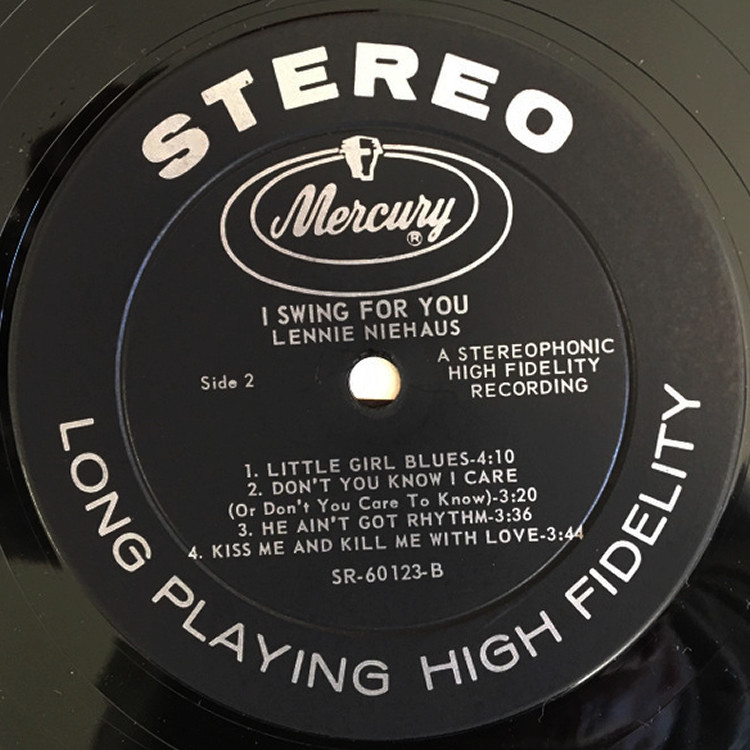 STEREO
Mercury
®
I SWING FOR YOU
LENNIE NIEHAUS
Side 2
A STEREOPHONIC
HIGH FIDELITY
RECORDING
1. LITTLE GIRL BLUES-4:10
2. DON'T YOU KNOW I CARE
(Or Don't You Care To Know)-3:20
3. HE AIN'T GOT RHYTHM-3:36
4. KISS ME AND KILL ME WITH LOVE-3:44
SR-60123-B
LONG PLAYING HIGH FIDELITY